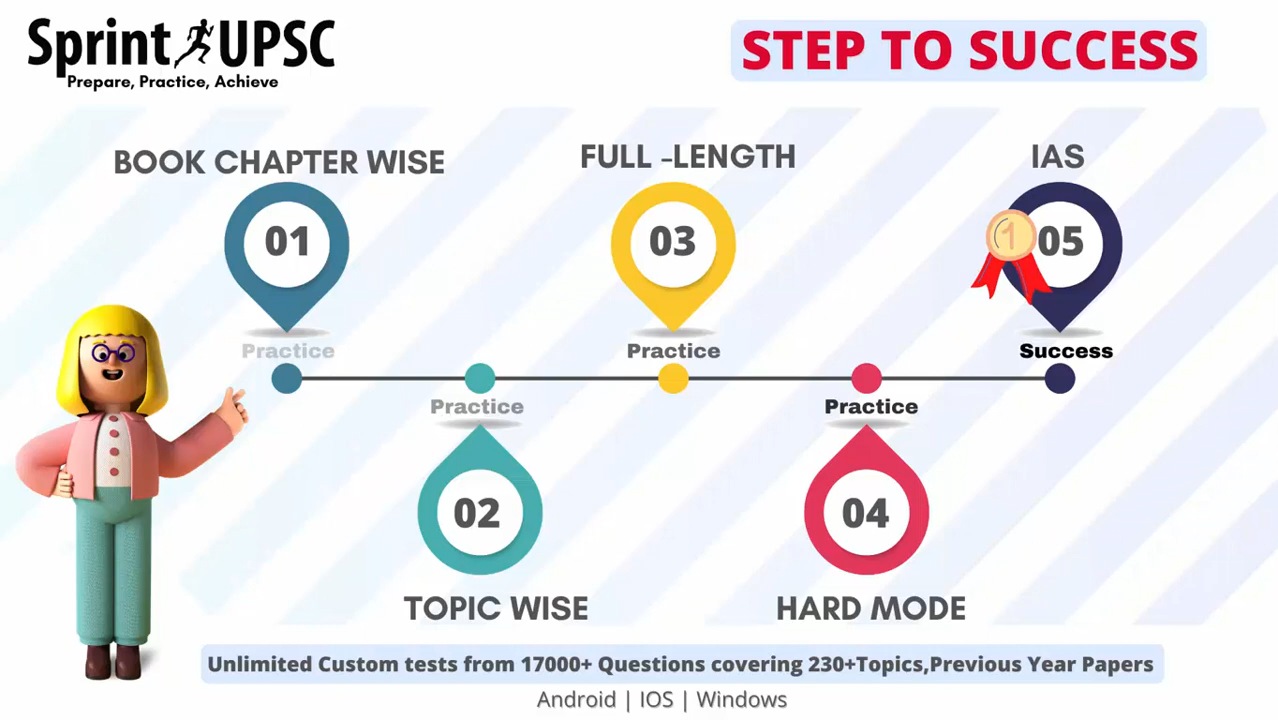 Sprint UPSC
Prepare, Practice, Achieve
STEP TO SUCCESS
BOOK CHAPTER WISE
01
Practice
Practice
02
TOPIC WISE
FULL -LENGTH
03
Practice
Practice
04
HARD MODE
IAS
1
05
Success
Unlimited Custom tests from 17000+ Questions covering 230+Topics,Previous Year Papers
Android | IOS | Windows